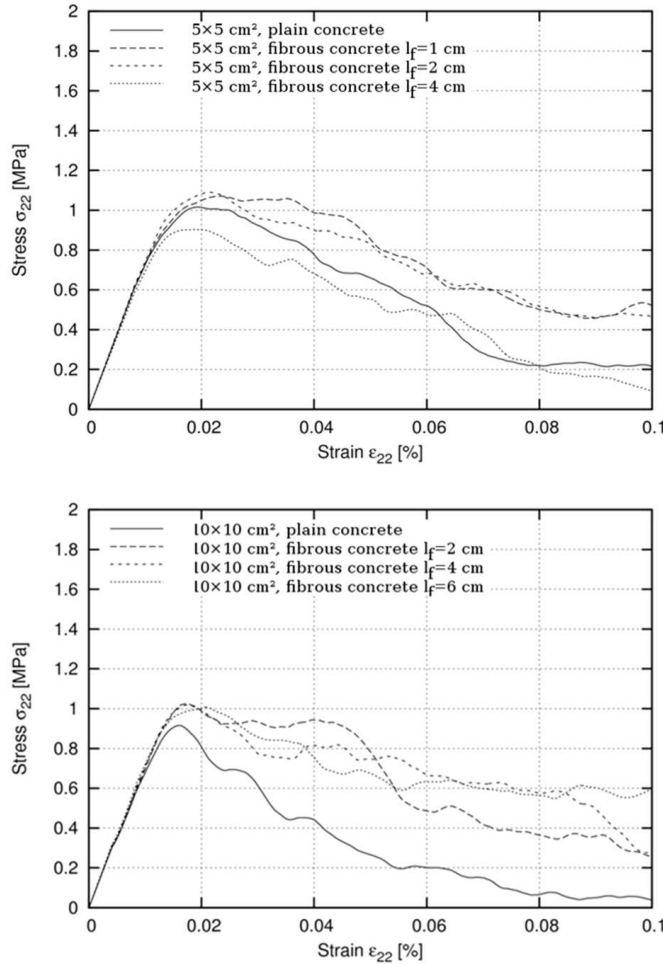 2
1.8
1.6
1.4
1.2
1
0.8
0.6
0.4
0.2
0
Stress σ22 [MPa]
5×5 cm², plain concrete
5×5 cm², fibrous concrete lf=1 cm
5×5 cm², fibrous concrete lf=2 cm
5×5 cm², fibrous concrete lf=4 cm
0 0.02 0.04 0.06 0.08 0.1
Strain ε22 [%]
2
1.8
1.6
1.4
1.2
1
0.8
0.6
0.4
0.2
0
Stress σ22 [MPa]
10×10 cm², plain concrete
10×10 cm², fibrous concrete lf=2 cm
10×10 cm², fibrous concrete lf=4 cm
10×10 cm², fibrous concrete lf=6 cm
0 0.02 0.04 0.06 0.08 0.1
Strain ε22 [%]